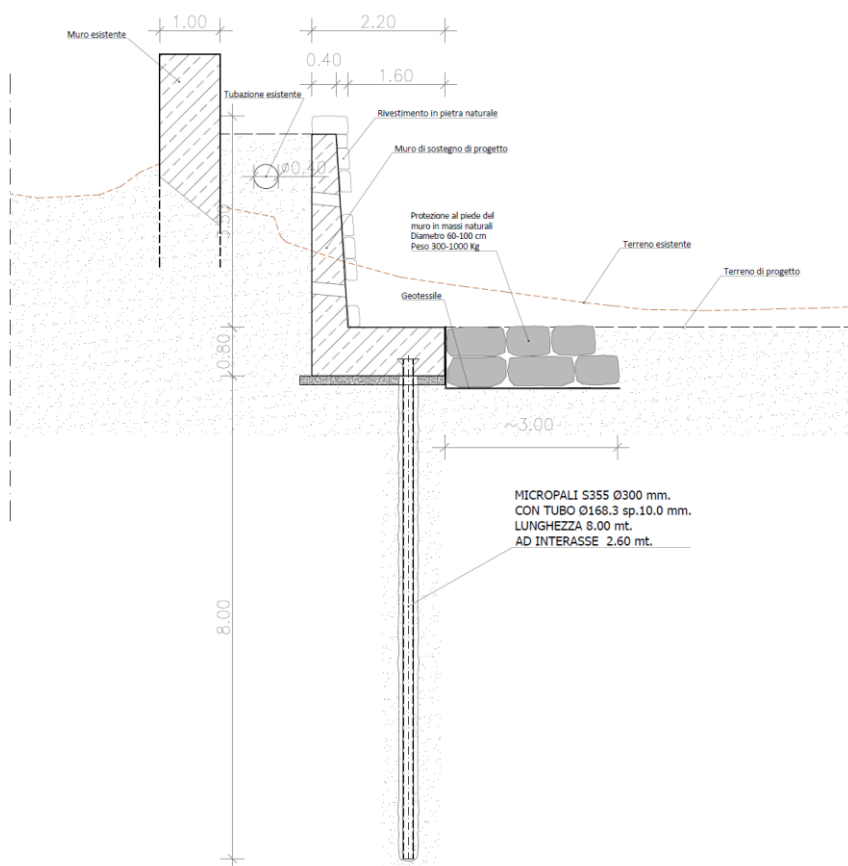 1.00
2.20
Muro esistente
0.40
1.60
Tubazione esistente
Rivestimento in pietra naturale
Muro di sostegno di progetto
Ø0.40
Protezione al piede del
muro in massi naturali
Diametro 60-100 cm
Peso 300-1000 Kg
Terreno esistente
Terreno di progetto
Geotessile
0.80
~3.00
MICROPALI S355 Ø300 mm.
CON TUBO Ø168.3 sp.10.0 mm.
LUNGHEZZA 8.00 mt.
AD INTERASSE 2.60 mt.
8.00